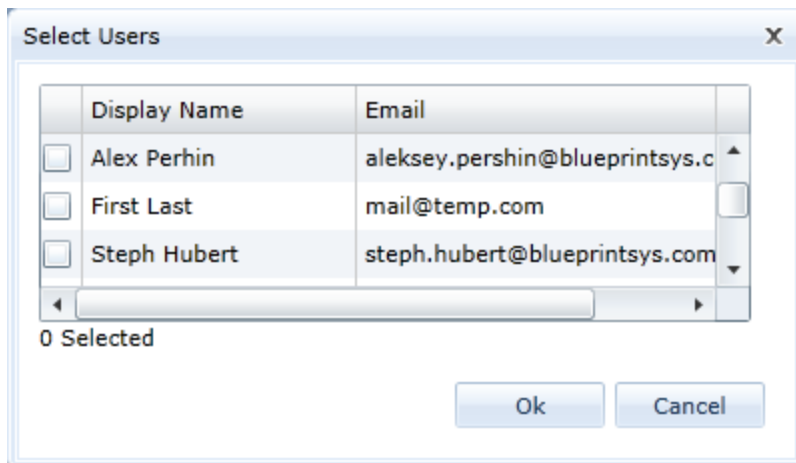 Select Users
Display Name Email
Alex Perhin aleksey.pershin@blueprintsys.c
First Last mail@temp.com
Steph Hubert steph.hubert@blueprintsys.com
0 Selected
Ok Cancel